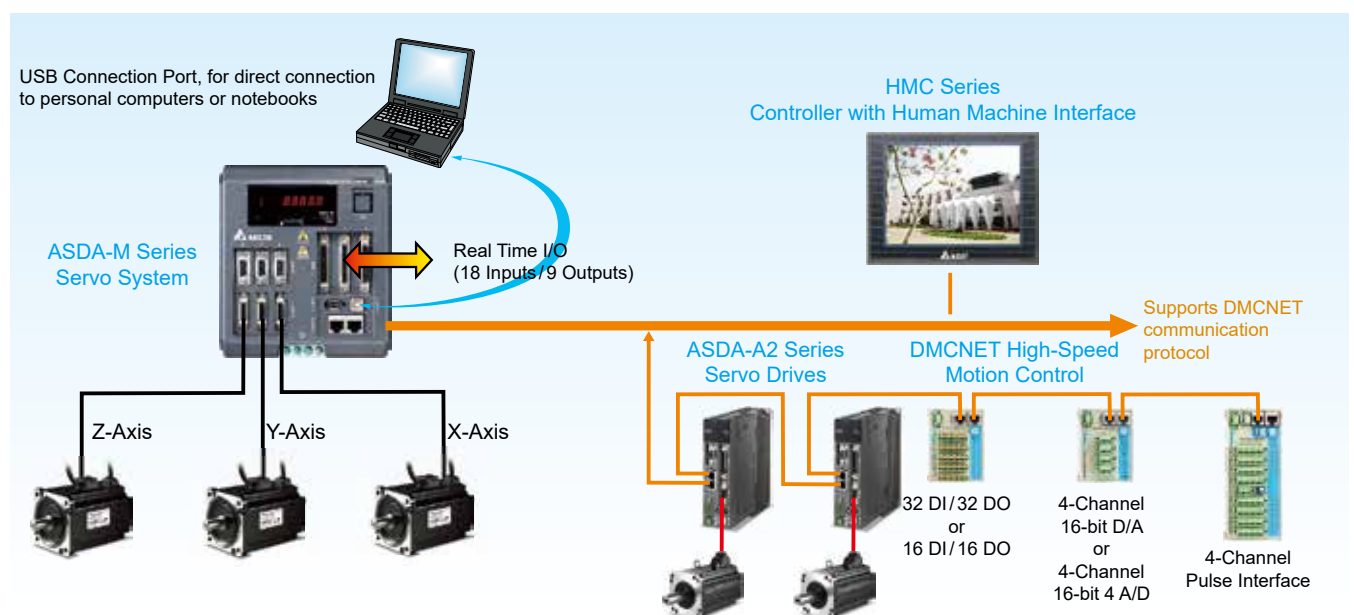 USB Connection Port, for direct connection
to personal computers or notebooks
HMC Series
Controller with Human Machine Interface
ASDA-M Series
Servo System
Real Time I/O
(18 Inputs/9 Outputs)
Supports DMCNET
communication
protocol
ASDA-A2 Series
Servo Drives
DMCNET High-Speed
Motion Control
Z-Axis
Y-Axis
X-Axis
32 DI/32 DO
or
16 DI/16 DO
4-Channel
16-bit D/A
or
4-Channel
16-bit 4 A/D
4-Channel
Pulse Interface